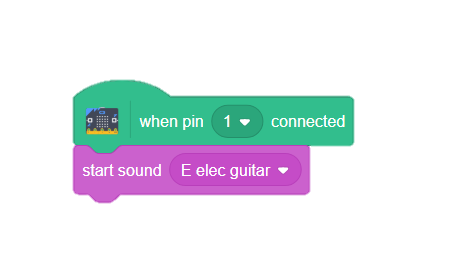 when pin 1 connected
start sound E elec guitar